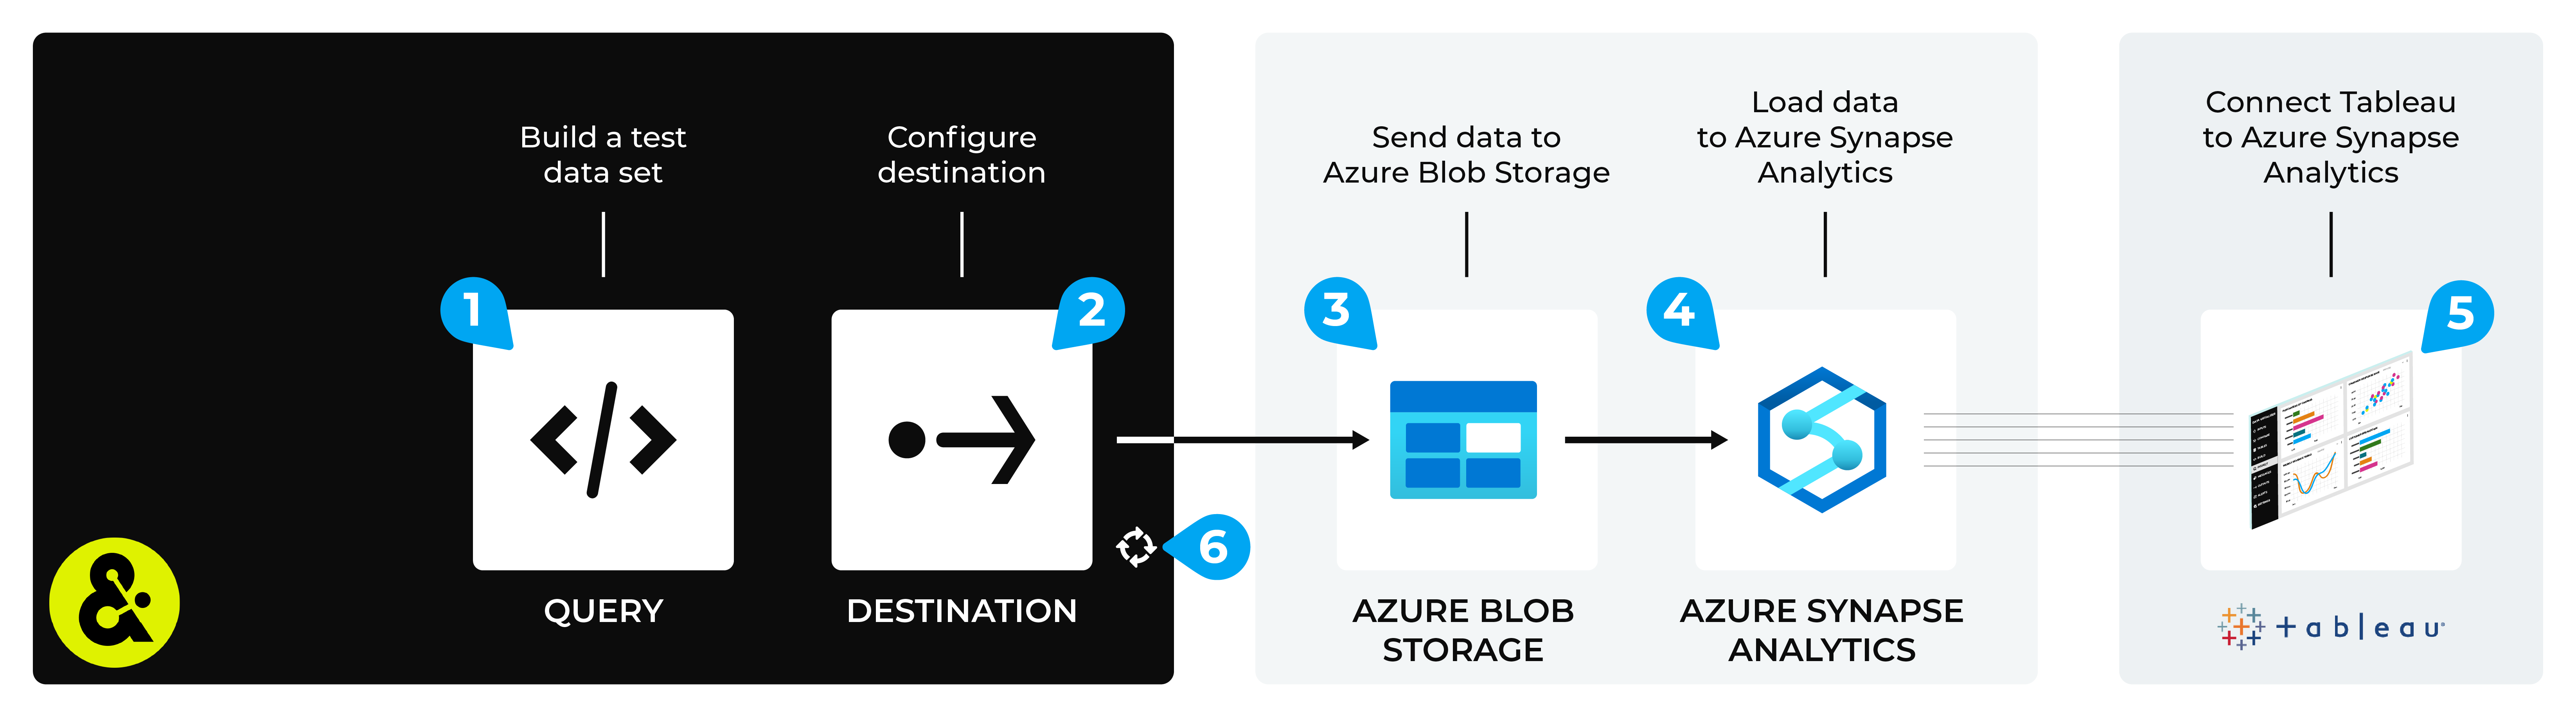 Build a test
data set
1
QUERY
Configure
destination
2
DESTINATION
6
Send data to
Azure Blob Storage
3
AZURE BLOB
STORAGE
Load data
to Azure Synapse
Analytics
4
AZURE SYNAPSE
ANALYTICS
Connect Tableau
to Azure Synapse
Analytics
5
+ableau